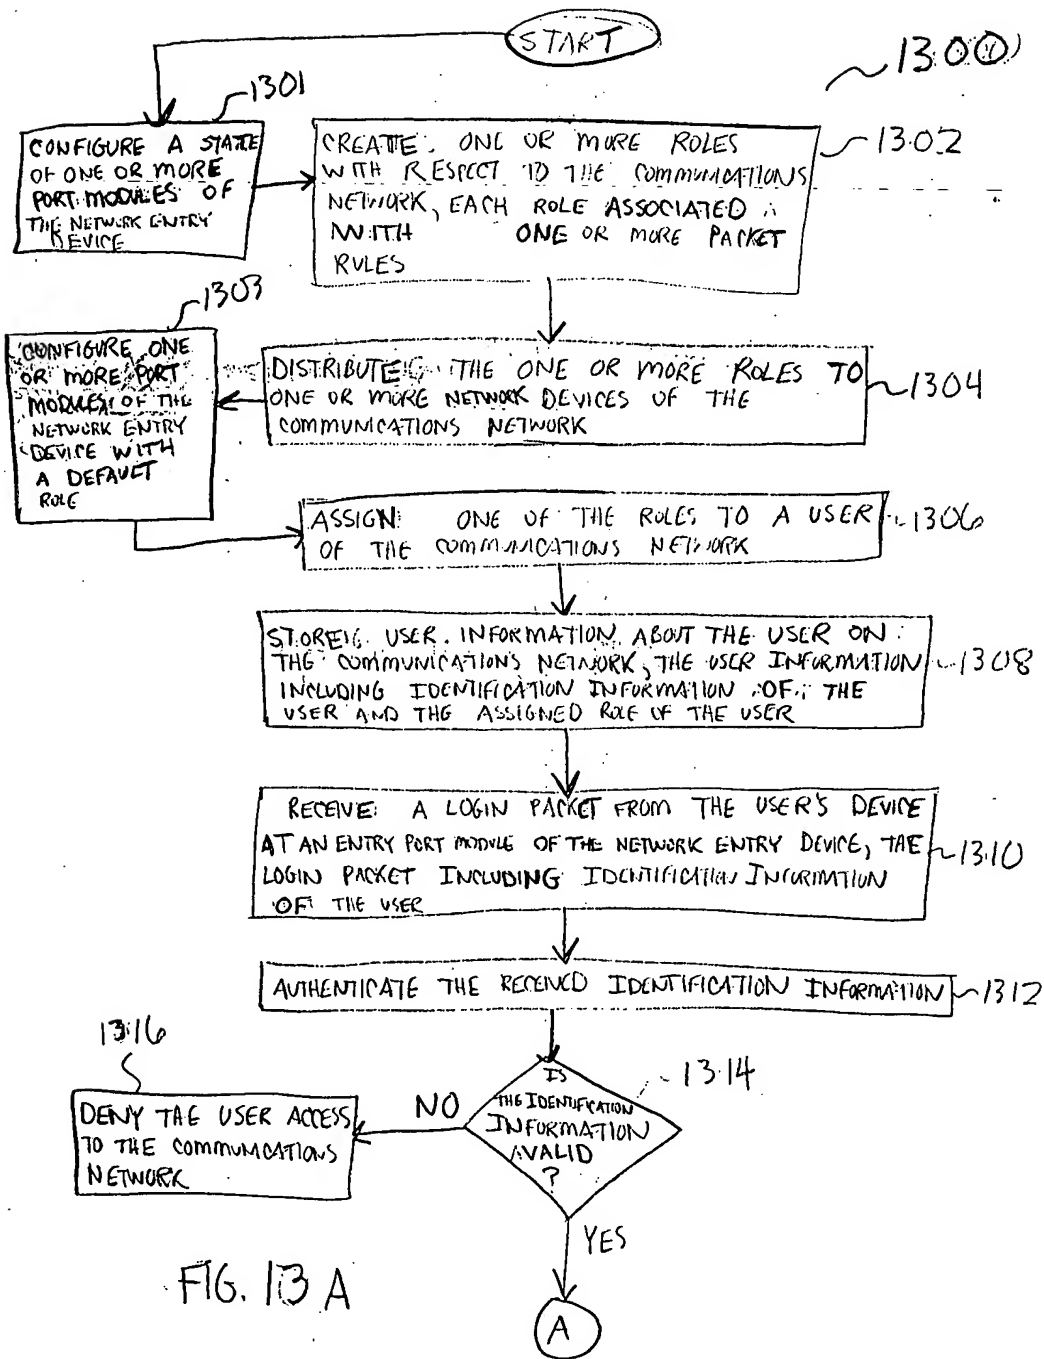 START
1300
1301
CONFIGURE A STATE
OF ONE OR MORE
PORT MODULES OF
THE NETWORK ENTRY
DEVICE
CREATE ONE OR MORE ROLES
WITH RESPECT TO THE COMMUNICATIONS
NETWORK, EACH ROLE ASSOCIATED
WITH ONE OR MORE PACKET
RULES
1302
1303
CONFIGURE ONE
OR MORE PORT
MODULES OF THE
NETWORK ENTRY
DEVICE WITH
A DEFAULT
ROLE
DISTRIBUTE THE ONE OR MORE ROLES TO
ONE OR MORE NETWORK DEVICES OF THE
COMMUNICATIONS NETWORK
1304
ASSIGN ONE OF THE ROLES TO A USER
OF THE COMMUNICATIONS NETWORK
1306
STORE USER INFORMATION ABOUT THE USER ON
THE COMMUNICATIONS NETWORK, THE USER INFORMATION
INCLUDING IDENTIFICATION INFORMATION OF THE
USER AND THE ASSIGNED ROLE OF THE USER
1308
RECEIVE A LOGIN PACKET FROM THE USER'S DEVICE
AT AN ENTRY PORT MODULE OF THE NETWORK ENTRY DEVICE, THE
LOGIN PACKET INCLUDING IDENTIFICATION INFORMATION
OF THE USER
1310
AUTHENTICATE THE RECEIVED IDENTIFICATION INFORMATION
1312
IS
THE IDENTIFICATION
INFORMATION
VALID
?
1314
1316
NO
DENY THE USER ACCESS
TO THE COMMUNICATIONS
NETWORK
YES
FIG. 13 A
A